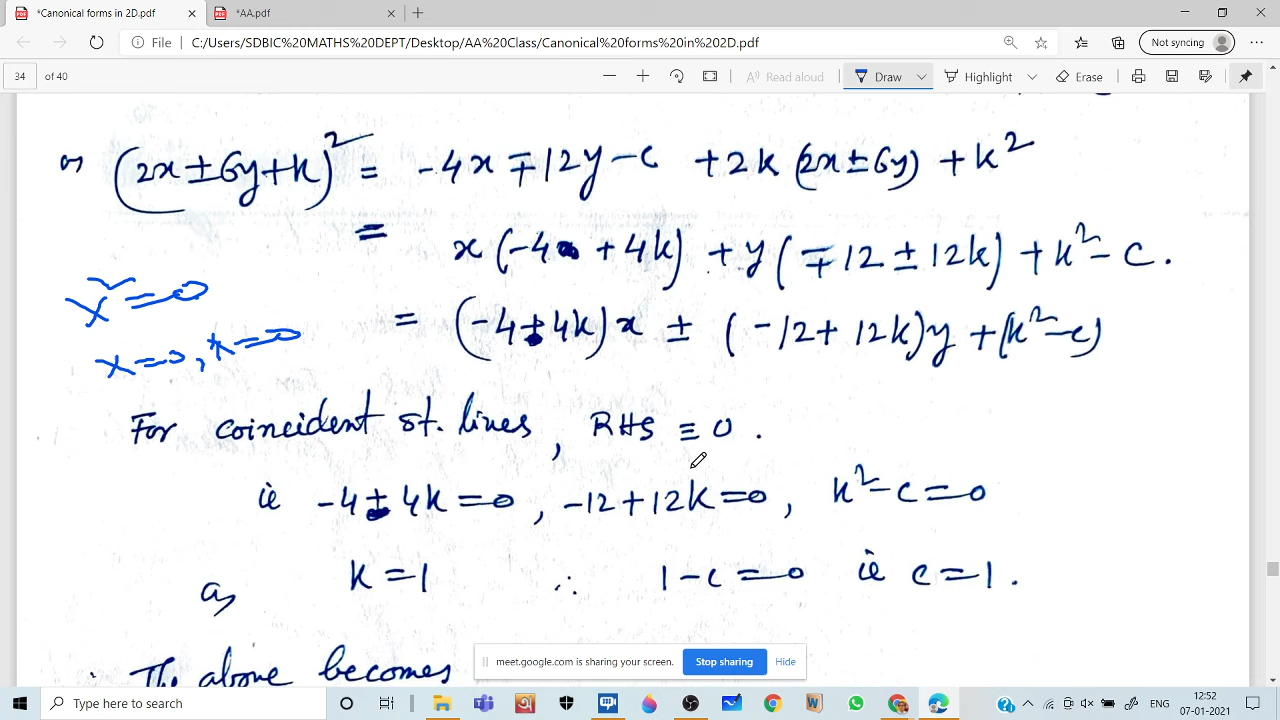 *Canonical forms in 2D.pdf
*AA.pdf
File C:/Users/SDBIC%20MATHS%20DEPT/Desktop/AA%20Class/Canonical%20forms%20in%202D.pdf
Not syncing
34 of 40
Read aloud Draw Highlight Erase
(2x±6y+k)² = -4x∓12y-c +2k(2x±6y) +k²
= x(-4 + 4k) + y(∓12 ± 12k) + k²-c.
x²=0
= (-4+4k)x ± (-12+12k)y + (k²-c)
x=0, x=0
For coincident st. lines, RHS ≡ 0.
ie -4+4k=0, -12+12k=0, k²-c=0
k=1 ∴ 1-c=0 ie c=1.
The above becomes
meet.google.com is sharing your screen. Stop sharing Hide
Type here to search
ENG
12:52
07-01-2021